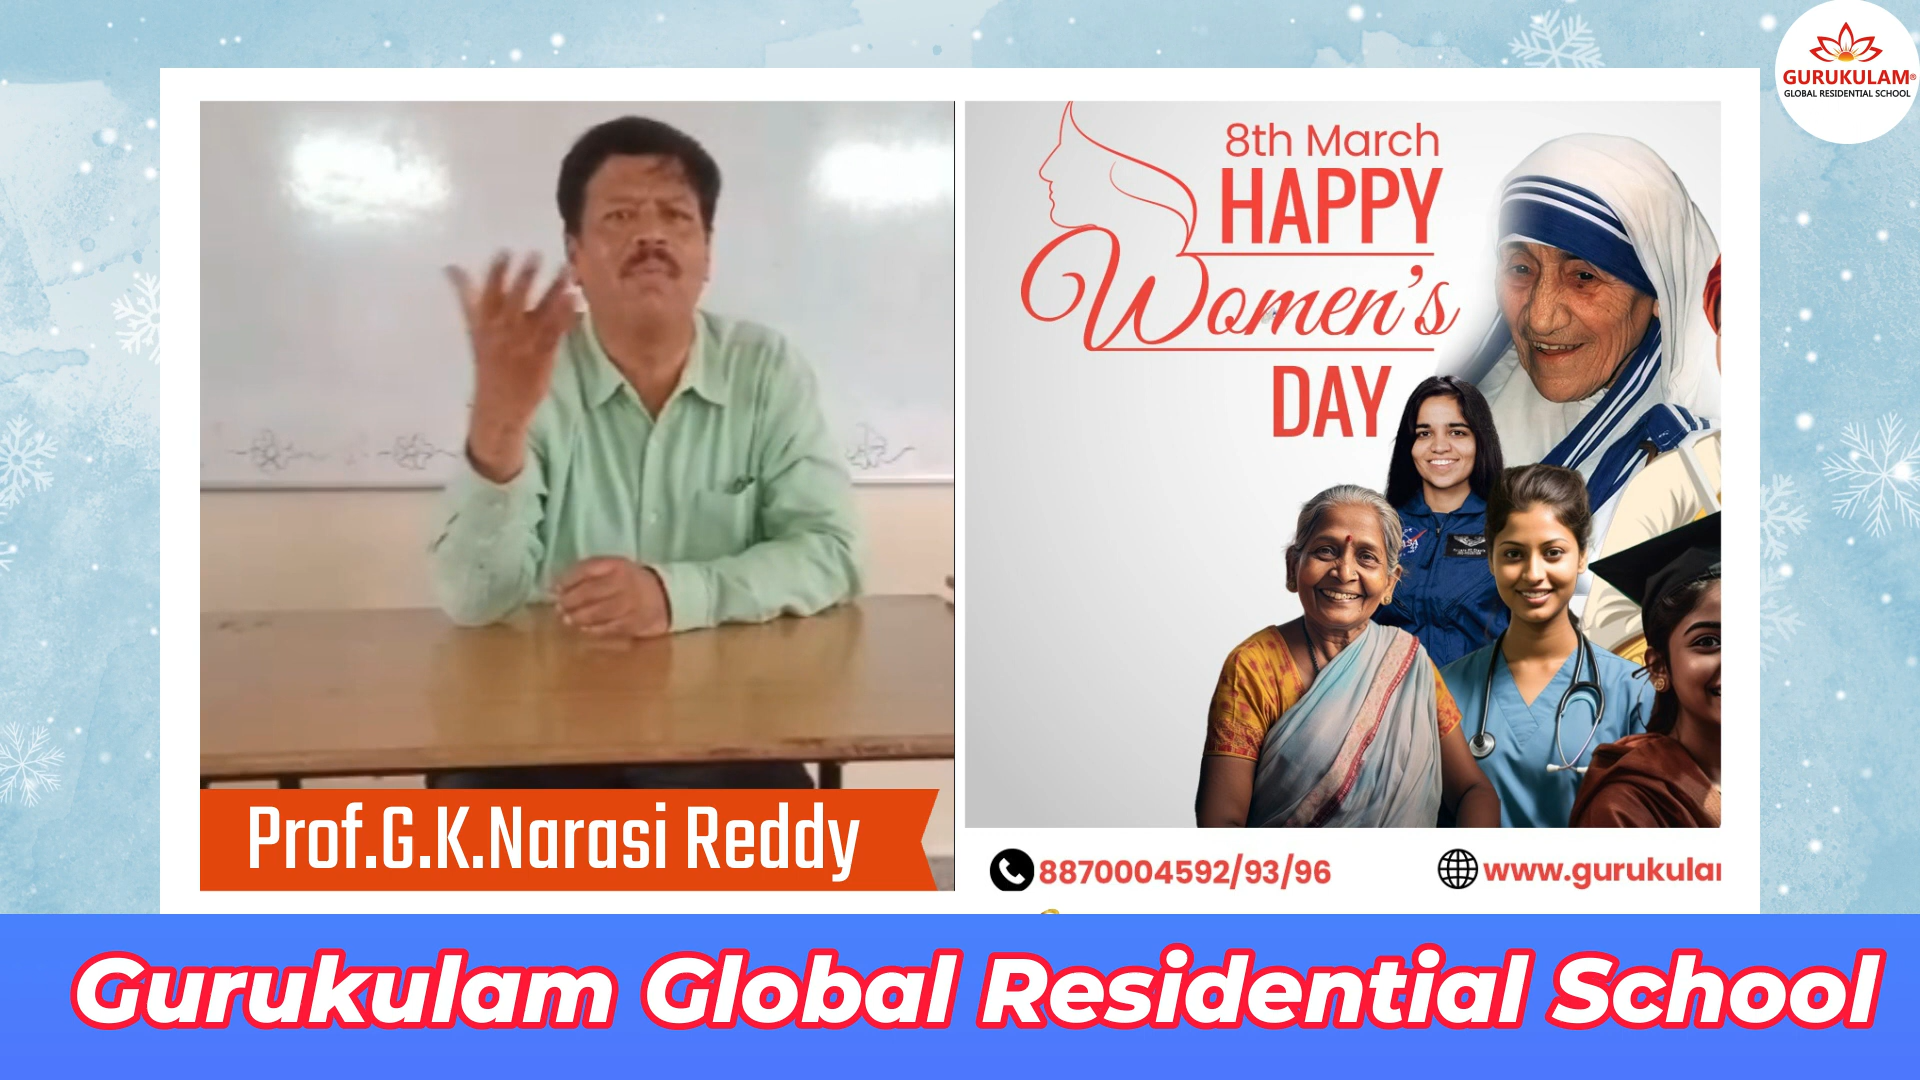 GURUKULAM®
GLOBAL RESIDENTIAL SCHOOL
8th March
HAPPY
Women's
DAY
Prof.G.K.Narasi Reddy
8870004592/93/96
www.gurukula
Gurukulam Global Residential School